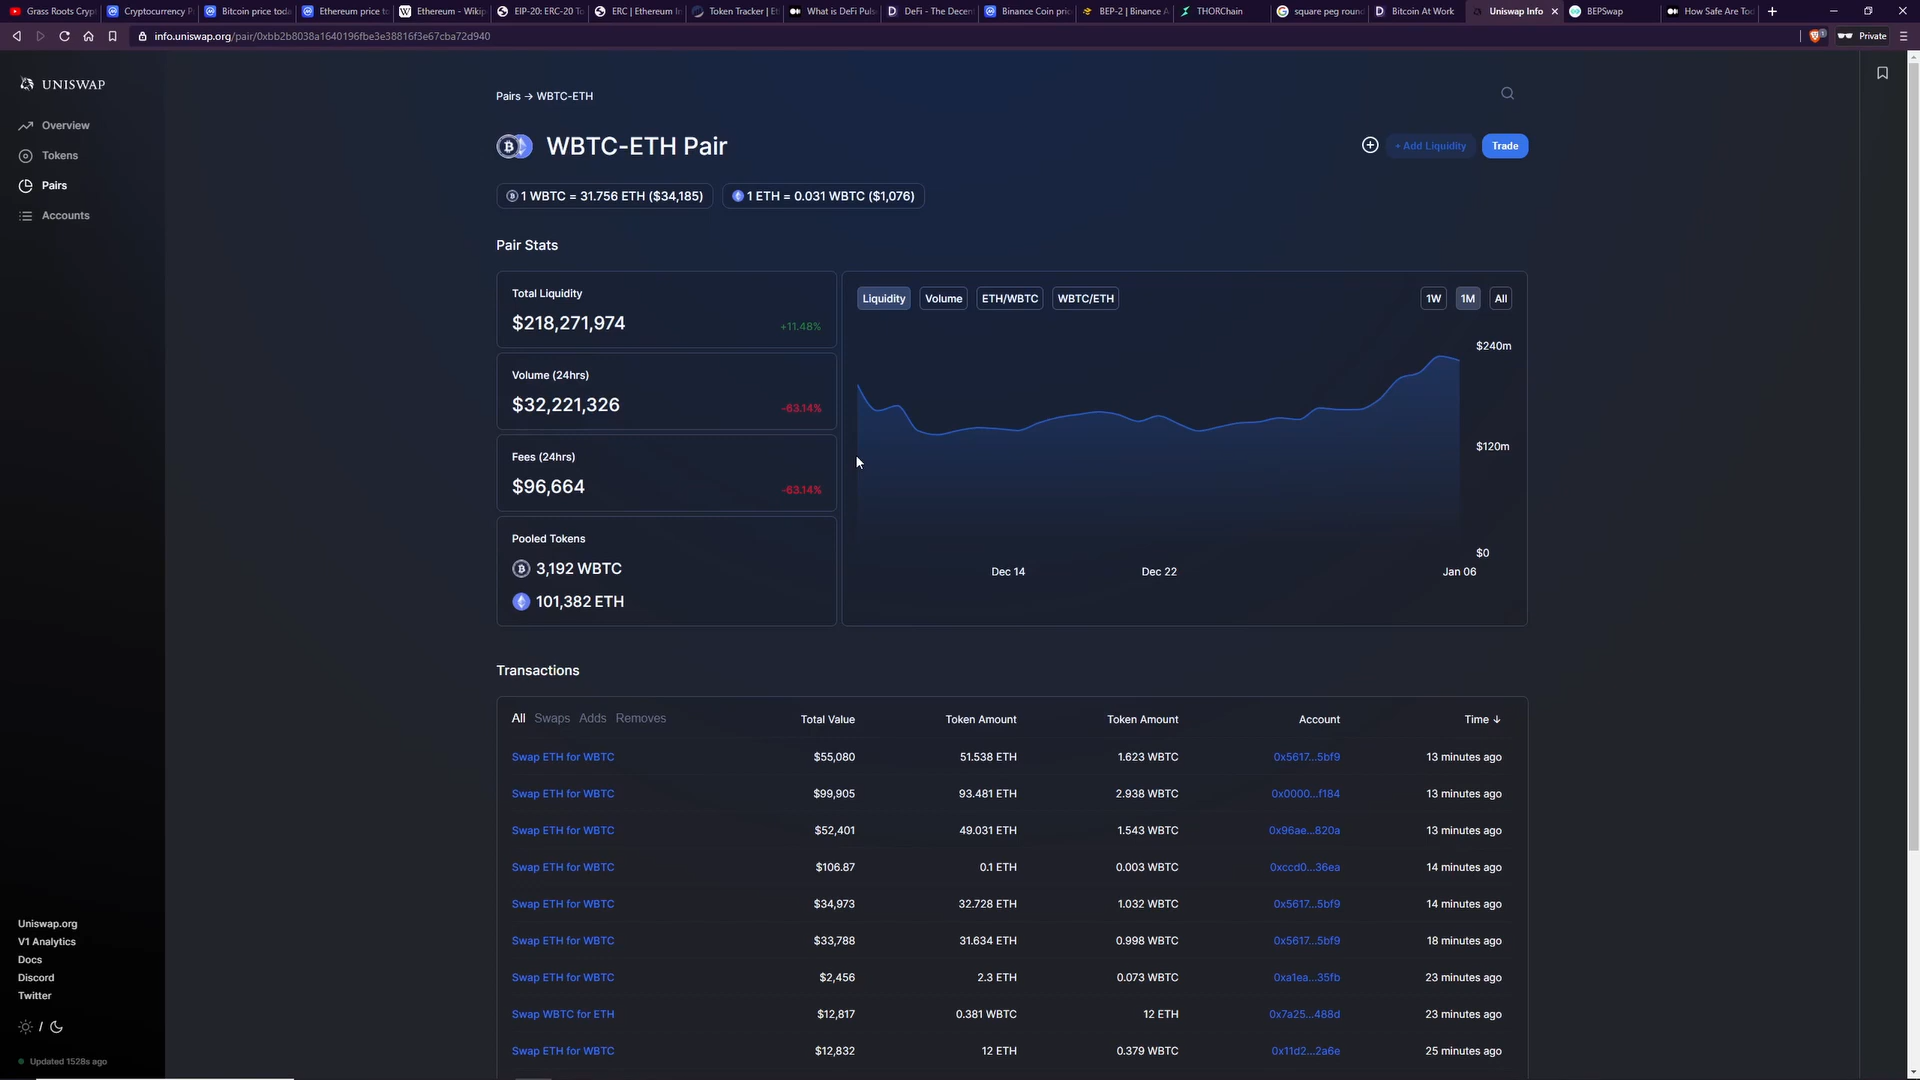 Grass Roots Crypt
Cryptocurrency P
Bitcoin price toda
Ethereum price to
Ethereum - Wikip
EIP-20: ERC-20 To
ERC | Ethereum Im
Token Tracker | Et
What is DeFi Puls
DeFi - The Decent
Binance Coin pric
BEP-2 | Binance A
THORChain
square peg round
Bitcoin At Work
Uniswap Info
BEPSwap
How Safe Are Tod
info.uniswap.org/pair/0xbb2b8038a1640196fbe3e38816f3e67cba72d940
Private
UNISWAP
Overview
Tokens
Pairs
Accounts
Pairs → WBTC-ETH
WBTC-ETH Pair
+ Add Liquidity
Trade
1 WBTC = 31.756 ETH ($34,185)
1 ETH = 0.031 WBTC ($1,076)
Pair Stats
Total Liquidity
$218,271,974
+11.48%
Volume (24hrs)
$32,221,326
-63.14%
Fees (24hrs)
$96,664
-63.14%
Pooled Tokens
3,192 WBTC
101,382 ETH
Liquidity
Volume
ETH/WBTC
WBTC/ETH
1W
1M
All
$240m
$120m
$0
Dec 14
Dec 22
Jan 06
Transactions
All Swaps Adds Removes Total Value Token Amount Token Amount Account Time ↓
Swap ETH for WBTC $55,080 51.538 ETH 1.623 WBTC 0x5617...5bf9 13 minutes ago
Swap ETH for WBTC $99,905 93.481 ETH 2.938 WBTC 0x0000...f184 13 minutes ago
Swap ETH for WBTC $52,401 49.031 ETH 1.543 WBTC 0x96ae...820a 13 minutes ago
Swap ETH for WBTC $106.87 0.1 ETH 0.003 WBTC 0xccd0...36ea 14 minutes ago
Swap ETH for WBTC $34,973 32.728 ETH 1.032 WBTC 0x5617...5bf9 14 minutes ago
Swap ETH for WBTC $33,788 31.634 ETH 0.998 WBTC 0x5617...5bf9 18 minutes ago
Swap ETH for WBTC $2,456 2.3 ETH 0.073 WBTC 0xa1ea...35fb 23 minutes ago
Swap WBTC for ETH $12,817 0.381 WBTC 12 ETH 0x7a25...488d 23 minutes ago
Swap ETH for WBTC $12,832 12 ETH 0.379 WBTC 0x11d2...2a6e 25 minutes ago
Uniswap.org
V1 Analytics
Docs
Discord
Twitter
/
Updated 1528s ago